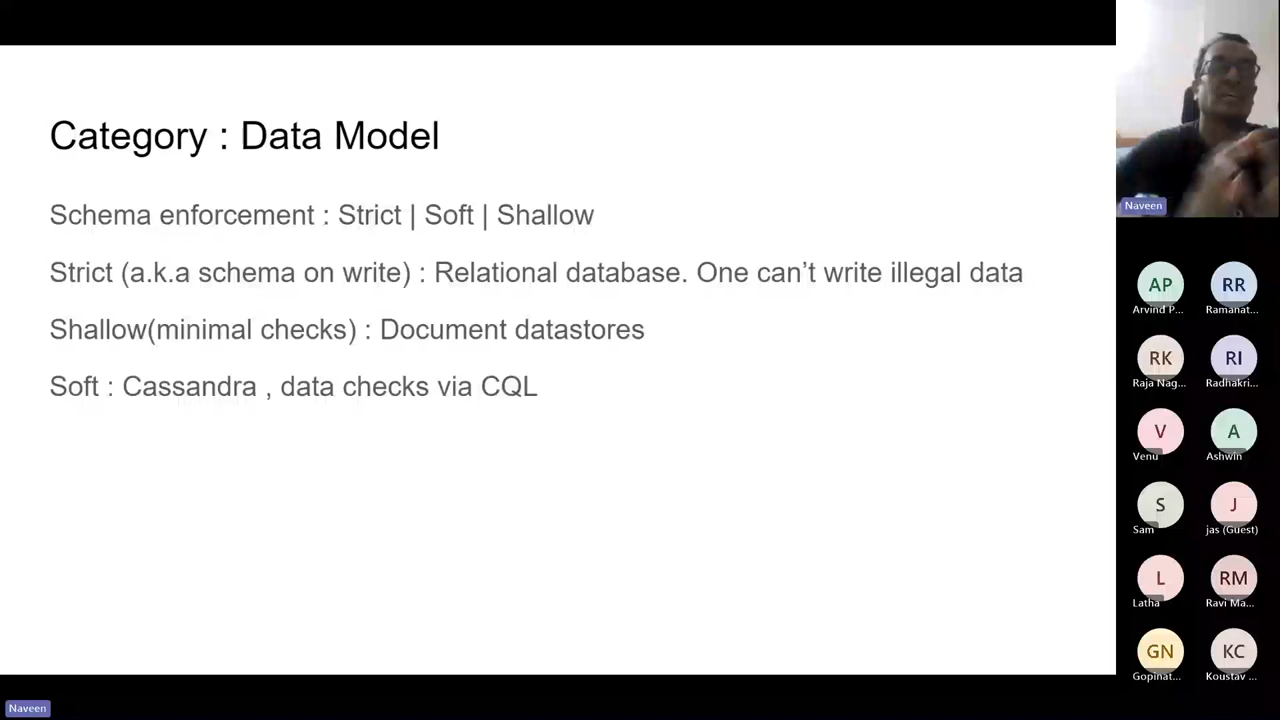 Category : Data Model
Schema enforcement : Strict | Soft | Shallow
Strict (a.k.a schema on write) : Relational database. One can’t write illegal data
Shallow(minimal checks) : Document datastores
Soft : Cassandra , data checks via CQL
Naveen
AP
RR
Arvind P...
Ramanat...
RK
RI
Raja Nag...
Radhakri...
V
A
Venu
Ashwin
S
J
Sam
jas (Guest)
L
RM
Latha
Ravi Ma...
GN
KC
Gopinat...
Koustav ...
Naveen